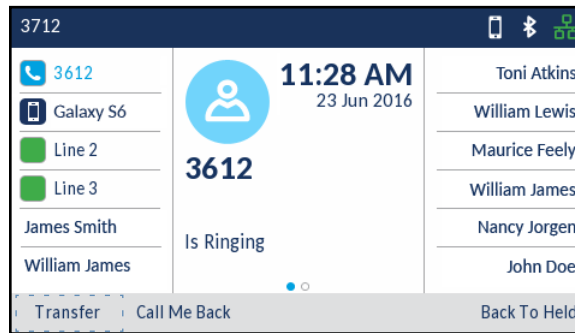 3712
3612
Galaxy S6
Line 2
Line 3
James Smith
William James
11:28 AM
23 Jun 2016
3612
Is Ringing
Toni Atkins
William Lewis
Maurice Feely
William James
Nancy Jorgen
John Doe
Transfer
Call Me Back
Back To Held